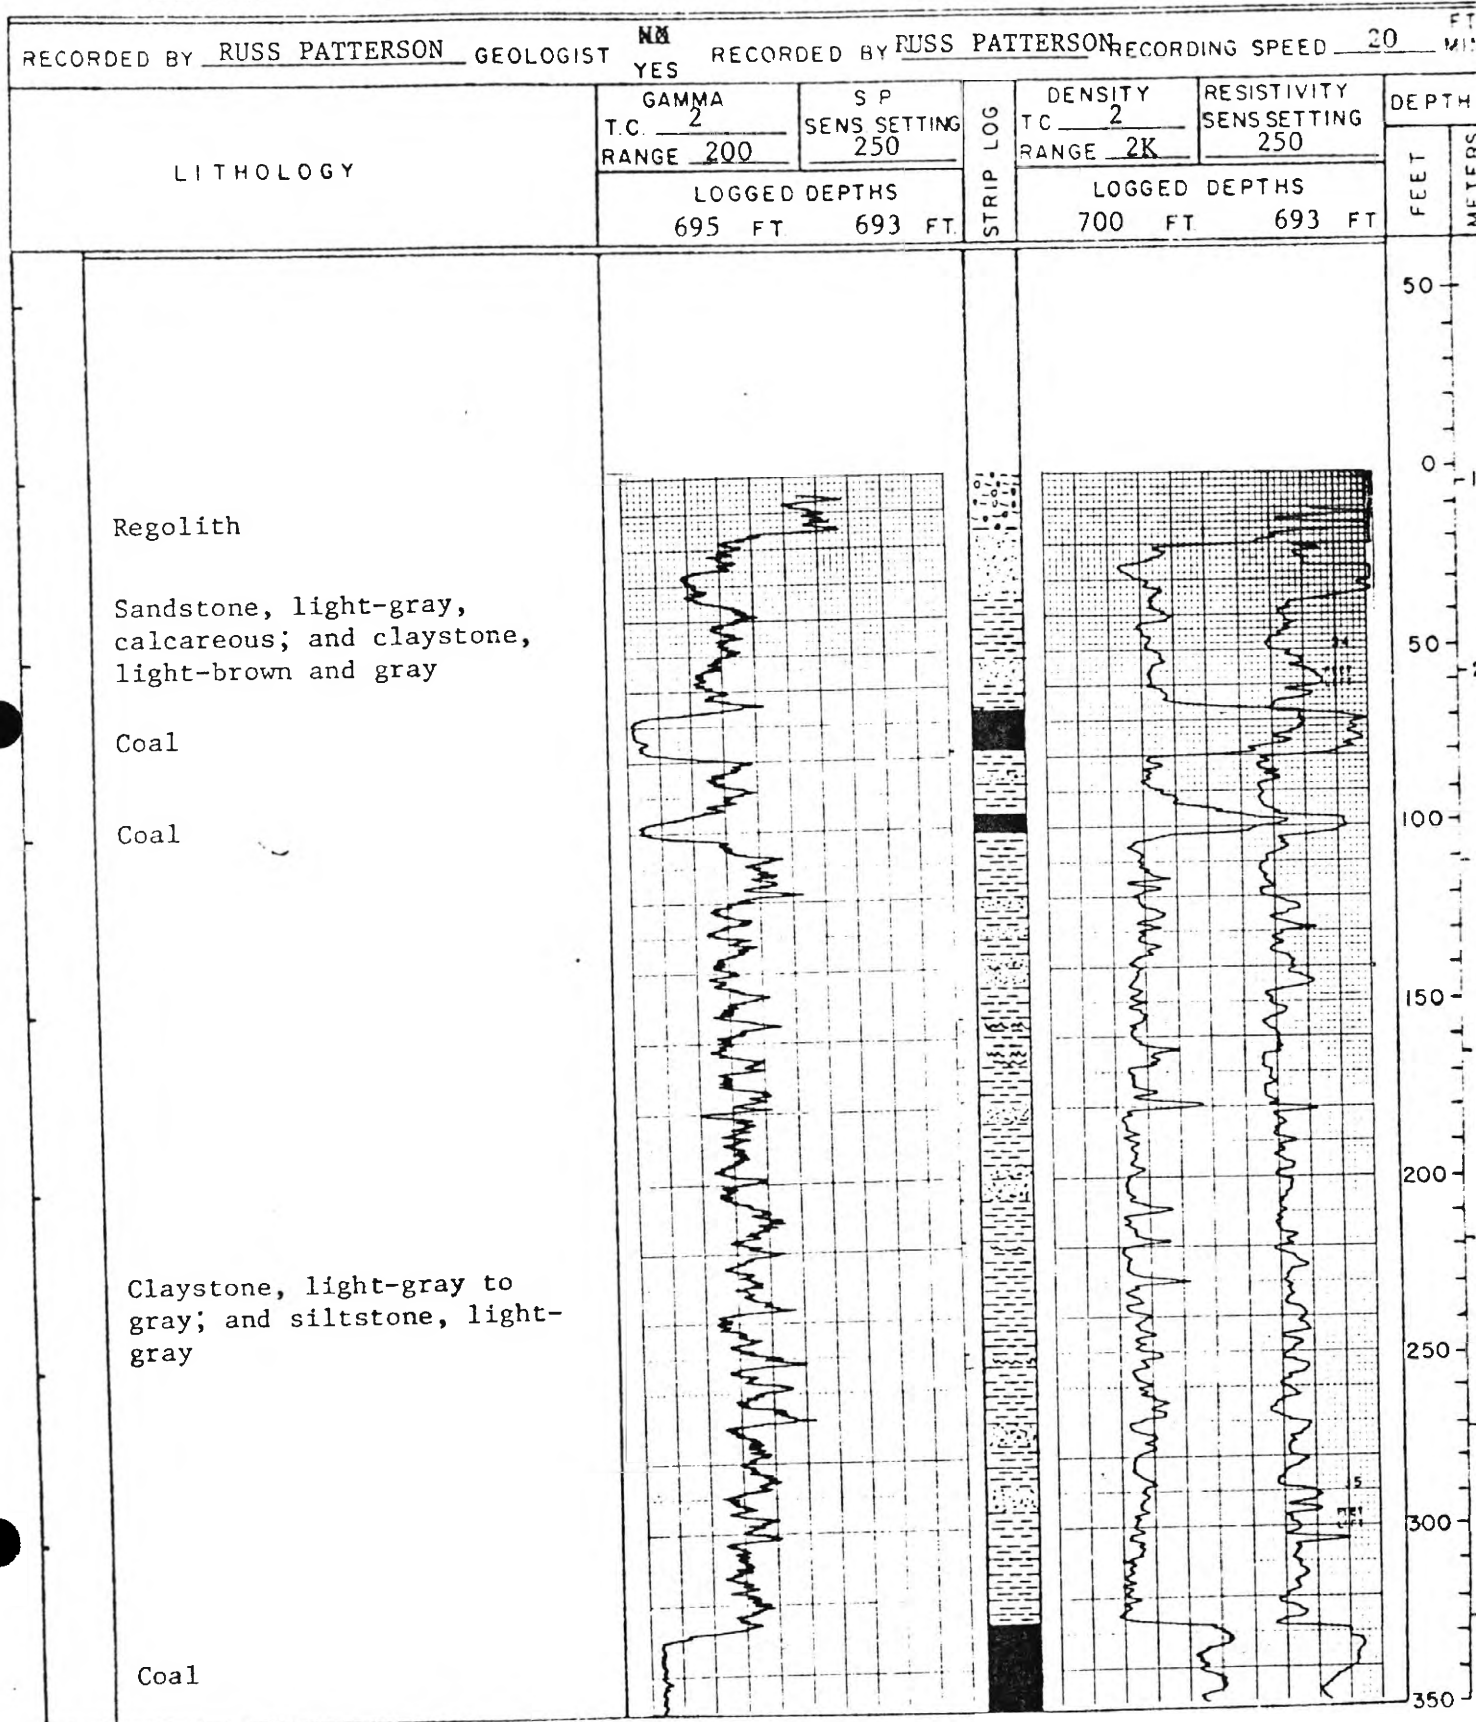 RECORDED BY RUSS PATTERSON GEOLOGIST NO YES RECORDED BY RUSS PATTERSON RECORDING SPEED 20 FT MIN
LITHOLOGY
GAMMA
T.C. 2
RANGE 200
S P
SENS SETTING
250
LOGGED DEPTHS
695 FT. 693 FT.
STRIP LOG
DENSITY
T C 2
RANGE 2K
RESISTIVITY
SENS SETTING
250
LOGGED DEPTHS
700 FT. 693 FT
DEPTH
FEET
METERS
50
0
Regolith
Sandstone, light-gray,
calcareous; and claystone,
light-brown and gray
50
Coal
Coal
100
150
200
Claystone, light-gray to
gray; and siltstone, light-
gray
250
300
Coal
350